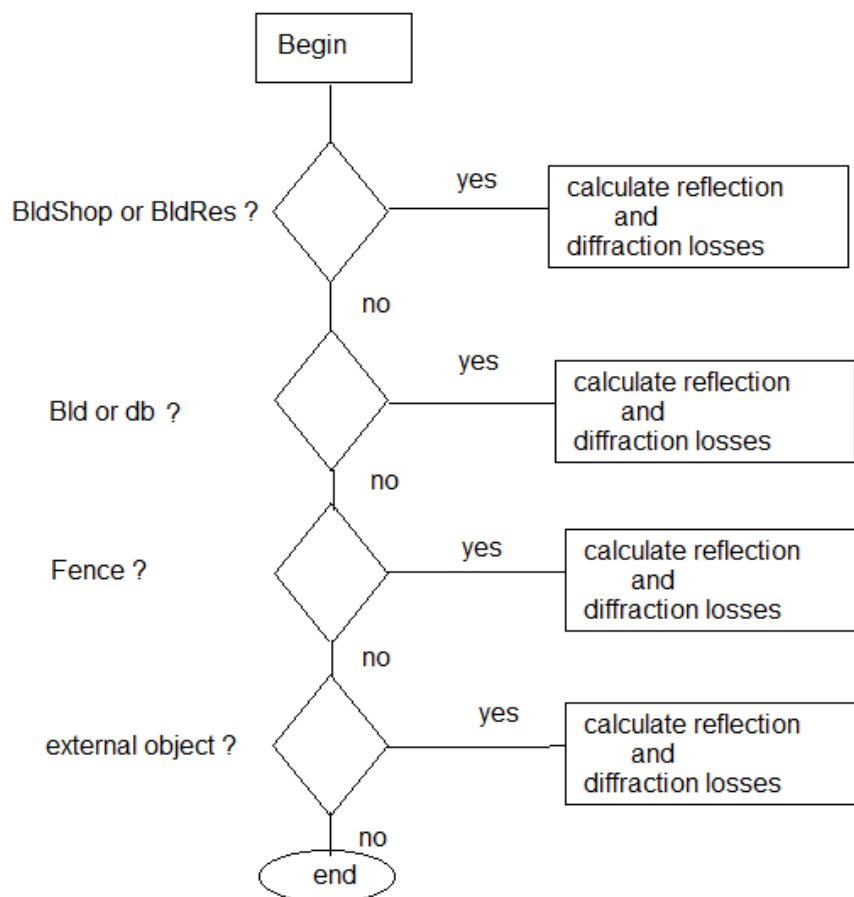 Begin
yes
BldShop or BldRes ?
calculate reflection
and
diffraction losses
no
yes
Bld or db ?
calculate reflection
and
diffraction losses
no
yes
Fence ?
calculate reflection
and
diffraction losses
no
yes
external object ?
calculate reflection
and
diffraction losses
no
end